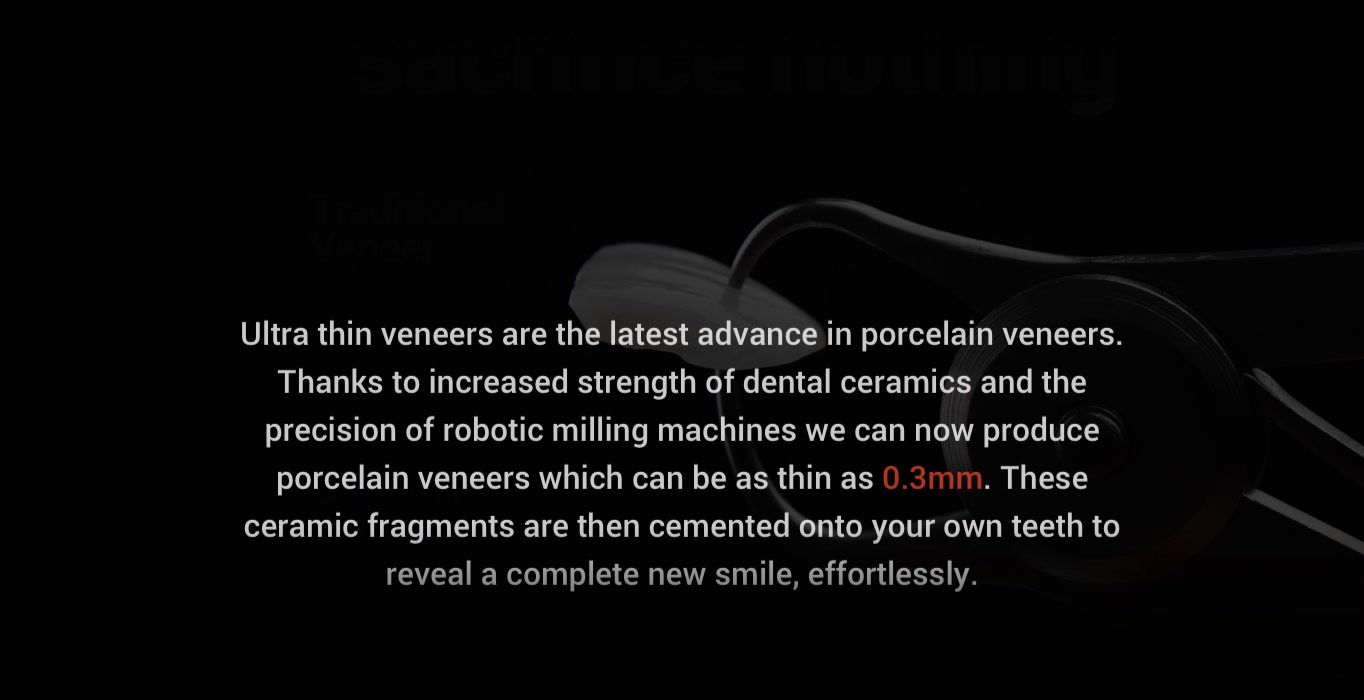 sacrifice nothing
Traditional
Veneer
Ultra thin veneers are the latest advance in porcelain veneers.
Thanks to increased strength of dental ceramics and the
precision of robotic milling machines we can now produce
porcelain veneers which can be as thin as 0.3mm. These
ceramic fragments are then cemented onto your own teeth to
reveal a complete new smile, effortlessly.